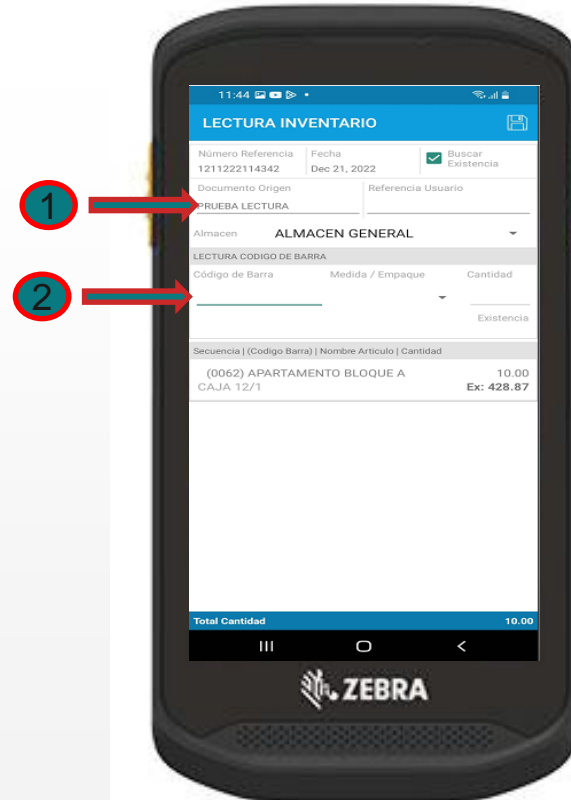 11:44
LECTURA INVENTARIO
Número Referencia Fecha Buscar Existencia
1211222114342 Dec 21, 2022
Documento Origen Referencia Usuario
PRUEBA LECTURA
1
Almacen ALMACEN GENERAL
LECTURA CODIGO DE BARRA
Código de Barra Medida / Empaque Cantidad
2
Existencia
Secuencia | (Codigo Barra) | Nombre Articulo | Cantidad
(0062) APARTAMENTO BLOQUE A 10.00
CAJA 12/1 Ex: 428.87
Total Cantidad 10.00
ZEBRA